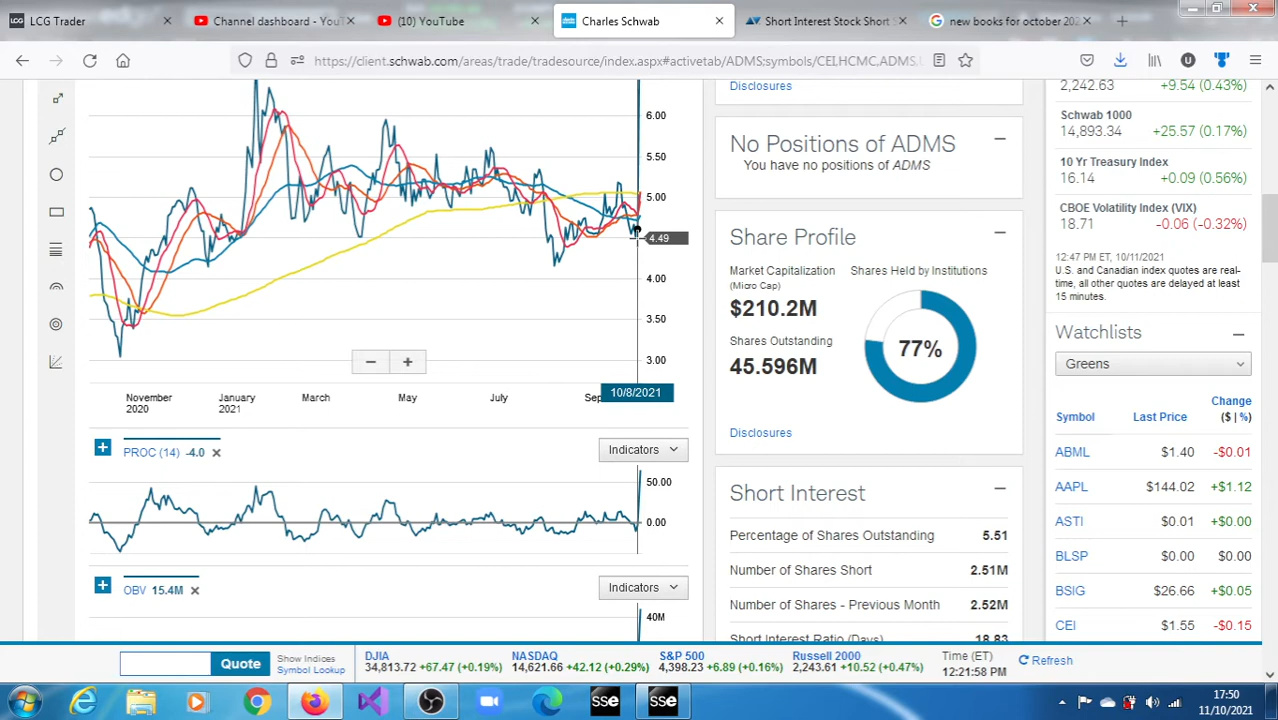 LCG Trader
Channel dashboard - YouT
(10) YouTube
Charles Schwab
Short Interest Stock Short S
new books for october 202
https://client.schwab.com/areas/trade/tradesource/index.aspx#activetab/ADMS:symbols/CEI,HCMC,ADMS,U
6.00
5.50
5.00
4.49
4.00
3.50
3.00
November
2020
January
2021
March
May
July
Sep
10/8/2021
PROC (14) -4.0
Indicators
50.00
0.00
OBV 15.4M
Indicators
40M
Disclosures
No Positions of ADMS
You have no positions of ADMS
Share Profile
Market Capitalization
(Micro Cap)
$210.2M
Shares Outstanding
45.596M
Shares Held by Institutions
77%
Disclosures
Short Interest
Percentage of Shares Outstanding 5.51
Number of Shares Short 2.51M
Number of Shares - Previous Month 2.52M
Short Interest Ratio (Days) 18.83
2,242.63 +9.54 (0.43%)
Schwab 1000
14,893.34 +25.57 (0.17%)
10 Yr Treasury Index
16.14 +0.09 (0.56%)
CBOE Volatility Index (VIX)
18.71 -0.06 (-0.32%)
12:47 PM ET, 10/11/2021
U.S. and Canadian index quotes are real-
time, all other quotes are delayed at least
15 minutes.
Watchlists
Greens
Symbol Last Price Change
($ | %)
ABML $1.40 -$0.01
AAPL $144.02 +$1.12
ASTI $0.01 +$0.00
BLSP $0.00 $0.00
BSIG $26.66 +$0.05
CEI $1.55 -$0.15
Quote
Show Indices
Symbol Lookup
DJIA
34,813.72 +67.47 (+0.19%)
NASDAQ
14,621.66 +42.12 (+0.29%)
S&P 500
4,398.23 +6.89 (+0.16%)
Russell 2000
2,243.61 +10.52 (+0.47%)
Time (ET)
12:21:58 PM
Refresh
SSE
SSE
17:50
11/10/2021